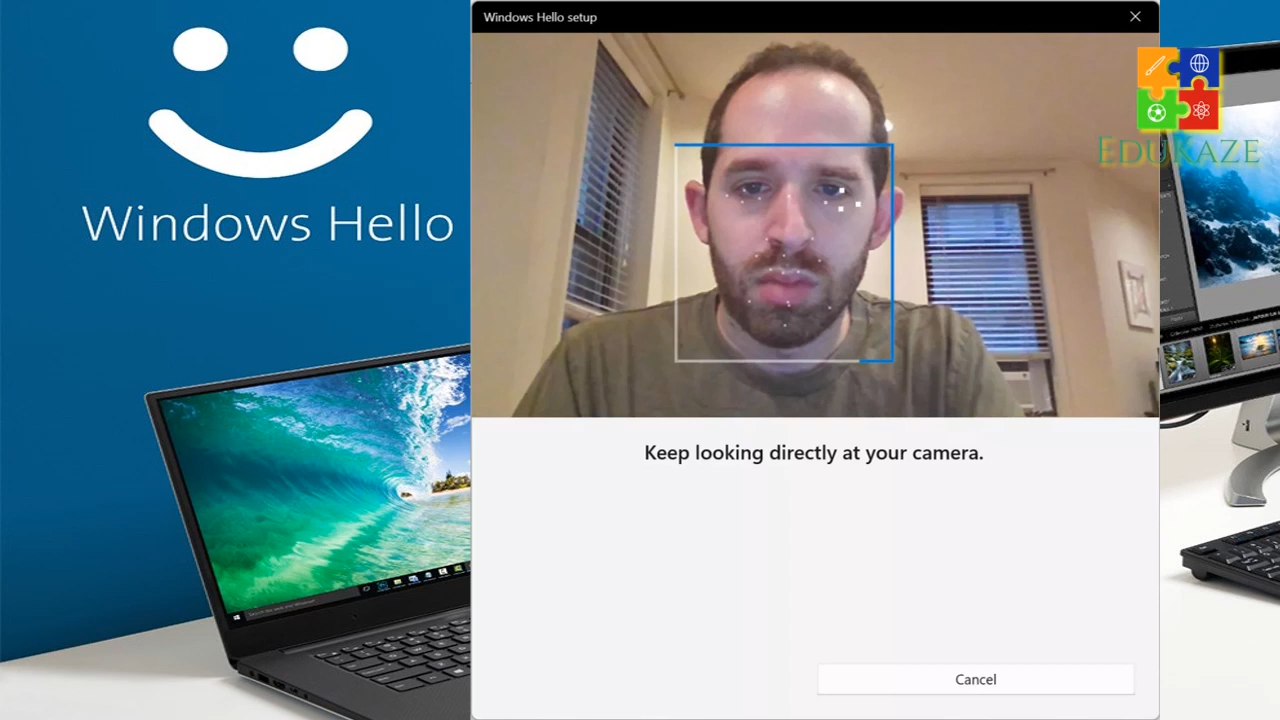 Windows Hello
Windows Hello setup
EduKaze
Keep looking directly at your camera.
Cancel